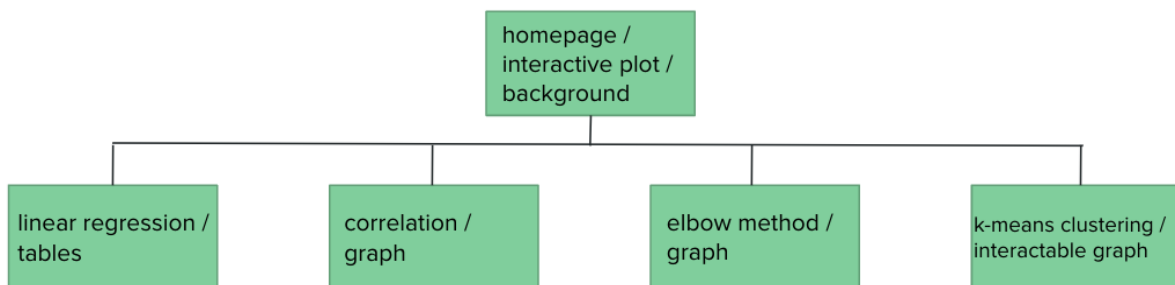 homepage /
interactive plot /
background
linear regression /
tables
correlation /
graph
elbow method /
graph
k-means clustering /
interactable graph